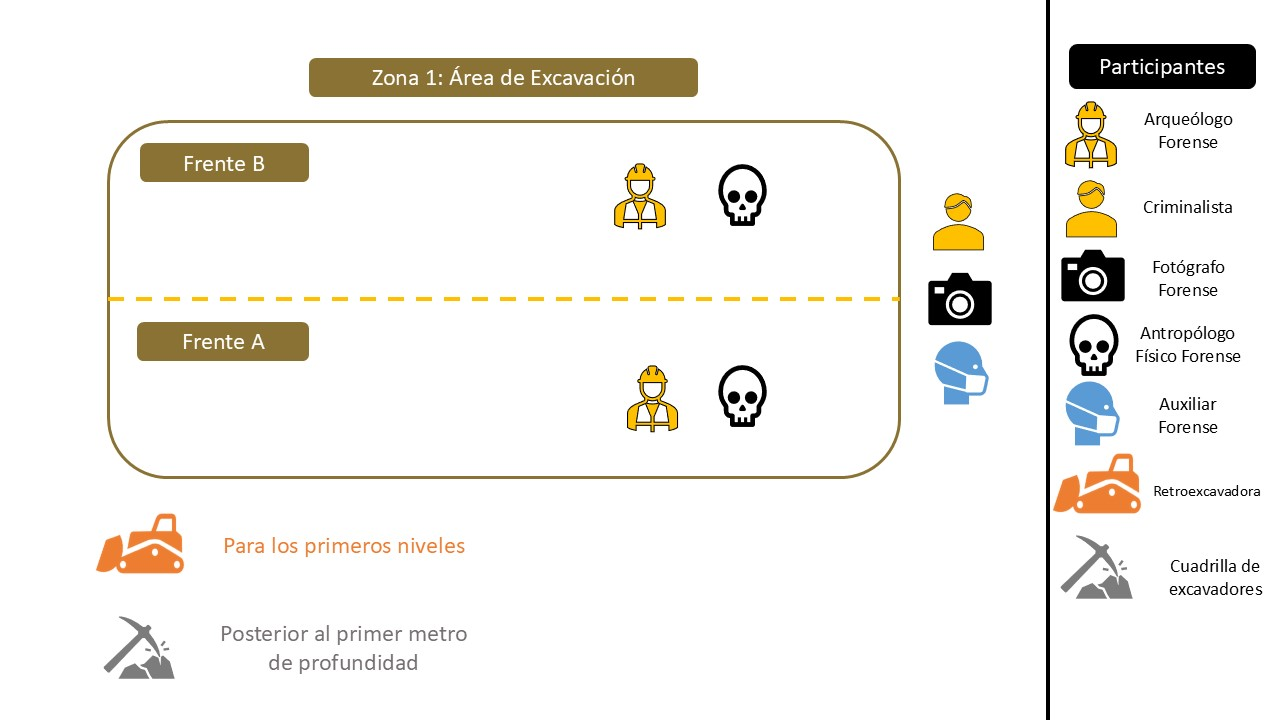 Zona 1: Área de Excavación
Frente B
Frente A
Para los primeros niveles
Posterior al primer metro
de profundidad
Participantes
Arqueólogo
Forense
Criminalista
Fotógrafo
Forense
Antropólogo
Físico Forense
Auxiliar
Forense
Retroexcavadora
Cuadrilla de
excavadores